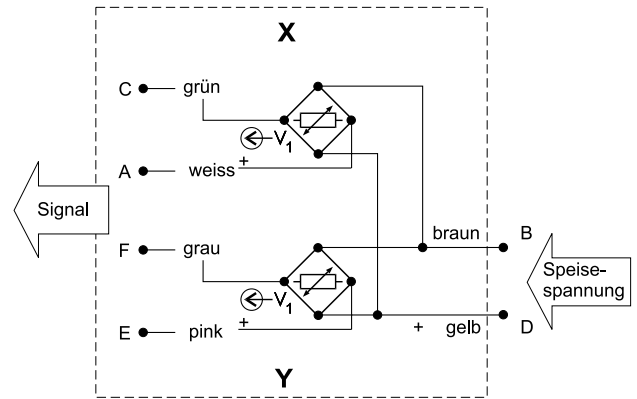 X
C grün
V1
+
A weiss
Signal
F grau
braun B
Speise-
spannung
V1
+
E pink
+ gelb D
Y